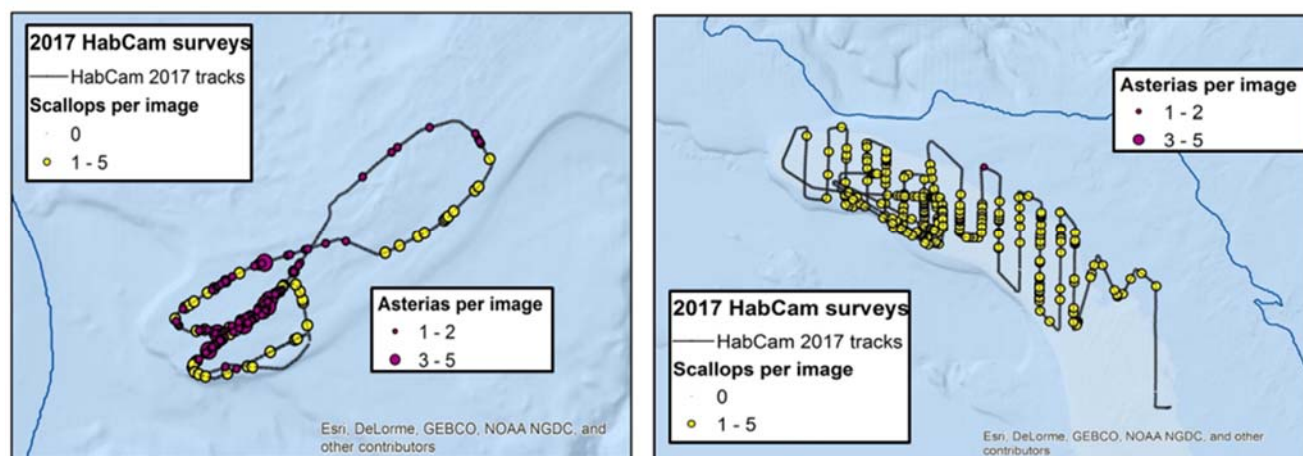 2017 HabCam surveys
HabCam 2017 tracks
Scallops per image
0
1 - 5
Asterias per image
1 - 2
3 - 5
Esri, DeLorme, GEBCO, NOAA NGDC, and
other contributors
Asterias per image
1 - 2
3 - 5
2017 HabCam surveys
HabCam 2017 tracks
Scallops per image
0
1 - 5
Esri, DeLorme, GEBCO, NOAA NGDC, and other
contributors